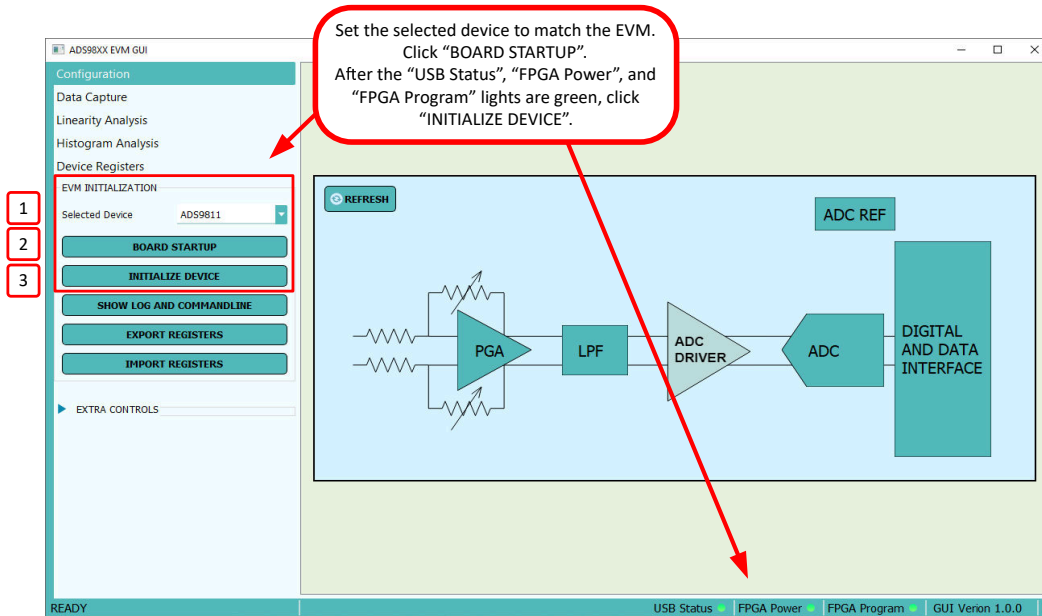 Set the selected device to match the EVM.
Click “BOARD STARTUP”.
After the “USB Status”, “FPGA Power”, and
“FPGA Program” lights are green, click
“INITIALIZE DEVICE”.
ADS98XX EVM GUI
Configuration
Data Capture
Linearity Analysis
Histogram Analysis
Device Registers
EVM INITIALIZATION
1
Selected Device ADS9811
2
BOARD STARTUP
3
INITIALIZE DEVICE
SHOW LOG AND COMMANDLINE
EXPORT REGISTERS
IMPORT REGISTERS
EXTRA CONTROLS
REFRESH
ADC REF
PGA
LPF
ADC
DRIVER
ADC
DIGITAL
AND DATA
INTERFACE
READY
USB Status FPGA Power FPGA Program GUI Verion 1.0.0